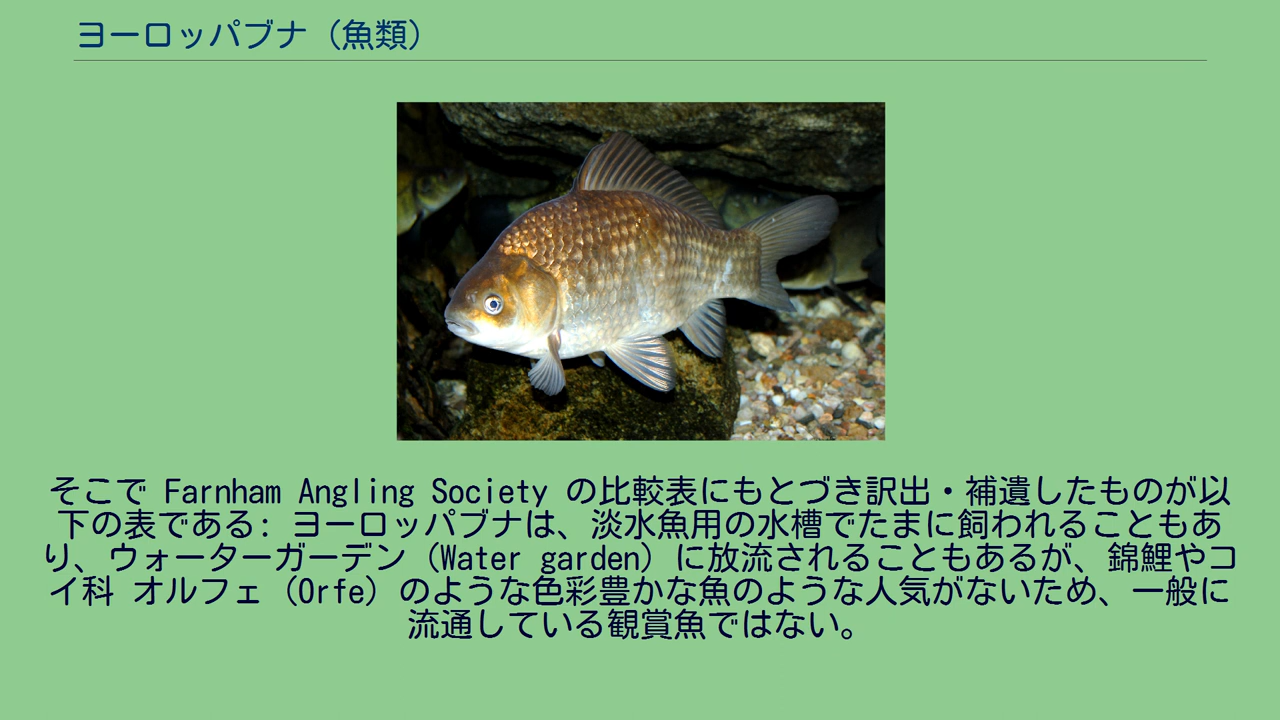 ヨーロッパブナ（魚類）
そこで Farnham Angling Society の比較表にもとづき訳出・補遺したものが以
下の表である: ヨーロッパブナは、淡水魚用の水槽でたまに飼われることもあ
り、ウォーターガーデン（Water garden）に放流されることもあるが、錦鯉やコ
イ科 オルフェ（Orfe）のような色彩豊かな魚のような人気がないため、一般に
流通している観賞魚ではない。